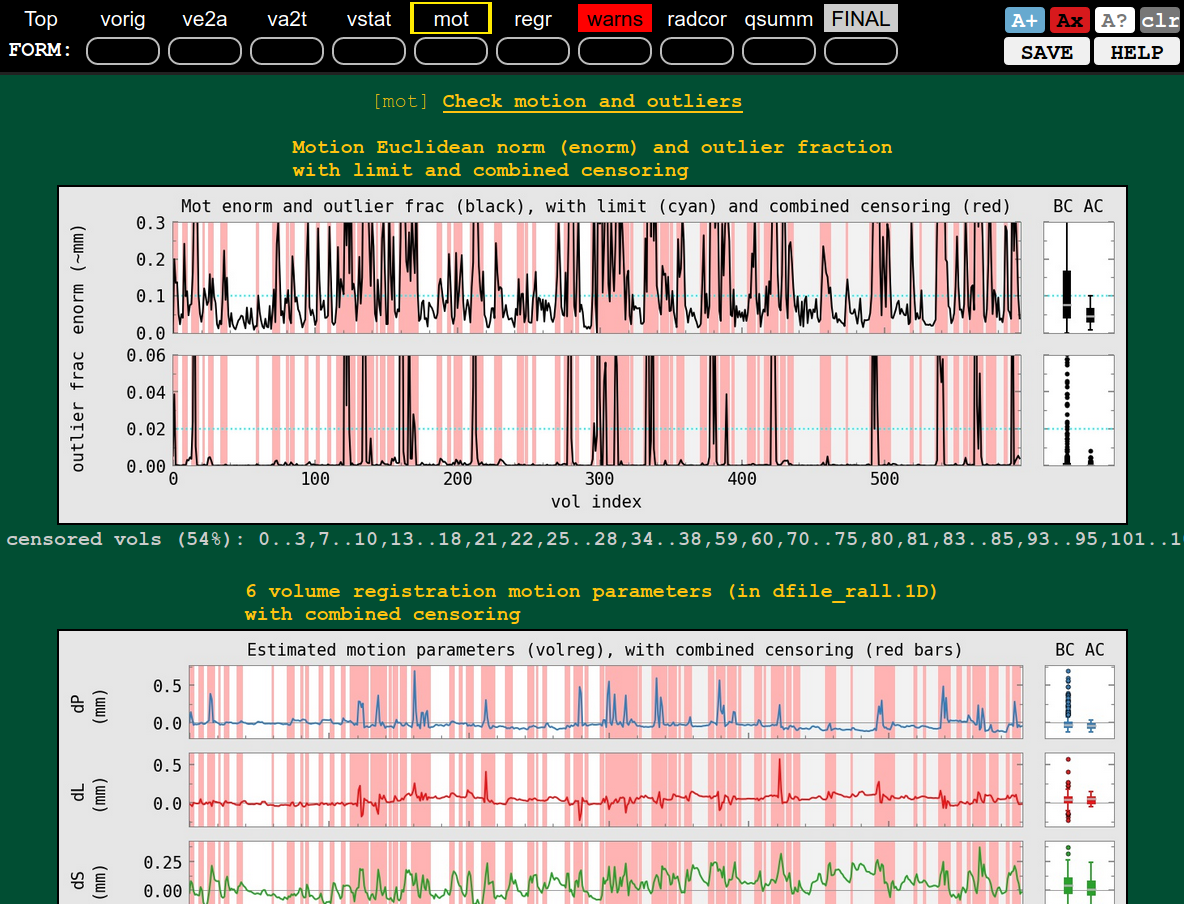 Top vorig ve2a va2t vstat mot regr warns radcor qsumm FINAL A+ Ax A? clr
FORM: SAVE HELP
[mot] Check motion and outliers
Motion Euclidean norm (enorm) and outlier fraction
with limit and combined censoring
Mot enorm and outlier frac (black), with limit (cyan) and combined censoring (red) BC AC
enorm (~mm)
0.3
0.2
0.1
0.0
outlier frac
0.06
0.04
0.02
0.00
0 100 200 300 400 500
vol index
censored vols (54%): 0..3,7..10,13..18,21,22,25..28,34..38,59,60,70..75,80,81,83..85,93..95,101..1
6 volume registration motion parameters (in dfile_rall.1D)
with combined censoring
Estimated motion parameters (volreg), with combined censoring (red bars) BC AC
dP
(mm)
0.5
0.0
dL
(mm)
0.5
0.0
dS
(mm)
0.25
0.00